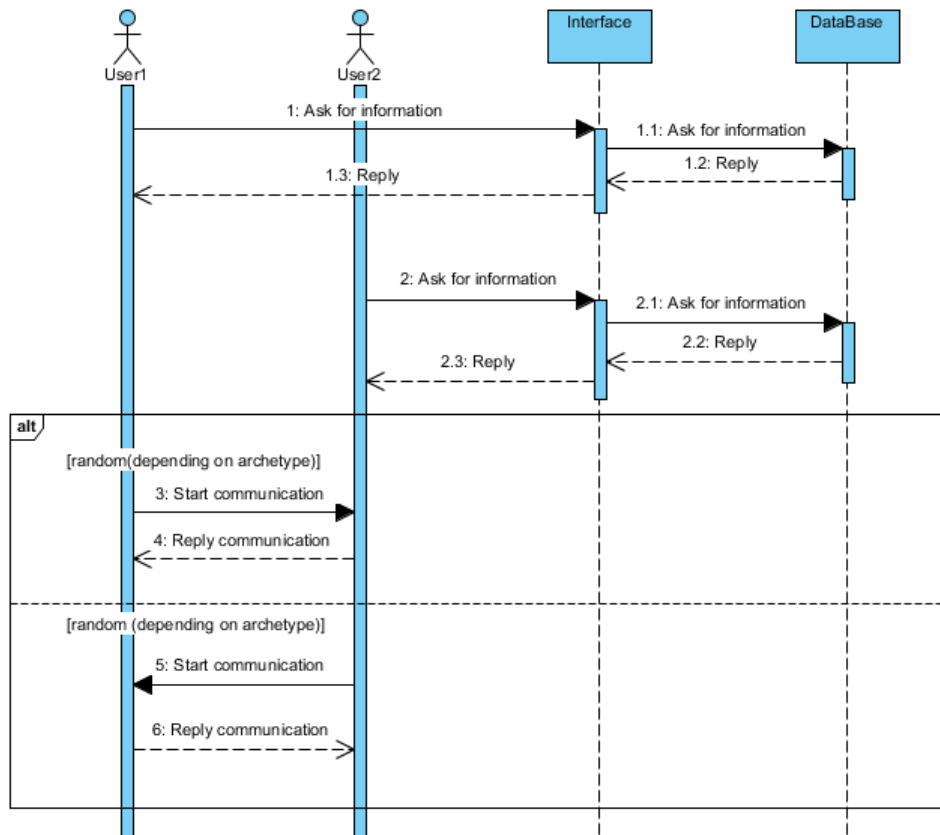 Interface
DataBase
User1
User2
1: Ask for information
1.1: Ask for information
1.2: Reply
1.3: Reply
2: Ask for information
2.1: Ask for information
2.2: Reply
2.3: Reply
alt
[random(depending on archetype)]
3: Start communication
4: Reply communication
[random (depending on archetype)]
5: Start communication
6: Reply communication